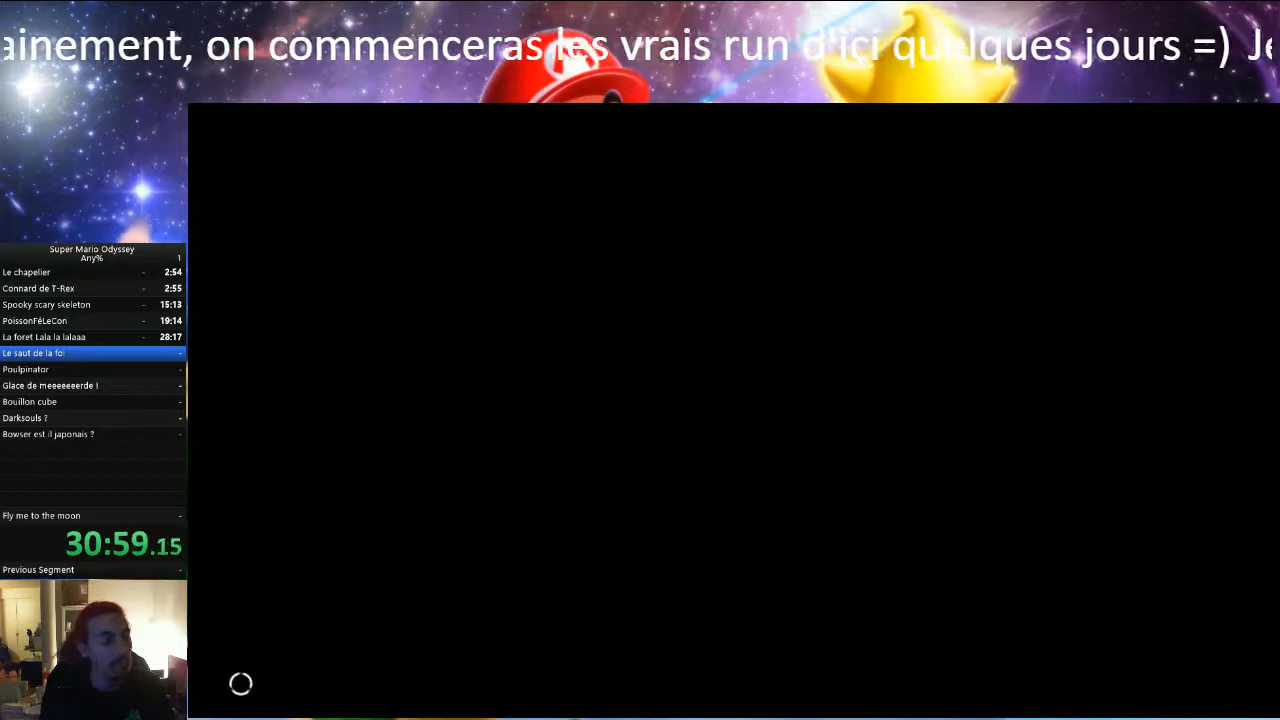 ainement, on commenceras les vrais run d'içi quelques jours =) Je
Super Mario Odyssey
Any% 1
Le chapelier - 2:54
Connard de T-Rex - 2:55
Spooky scary skeleton - 15:13
PoissonFéLeCon - 19:14
La foret Lala la lalaaa - 28:17
Le saut de la foi -
Poulpinator -
Glace de meeeeeeerde ! -
Bouillon cube -
Darksouls ? -
Bowser est il japonais ? -
Fly me to the moon -
30:59.15
Previous Segment -